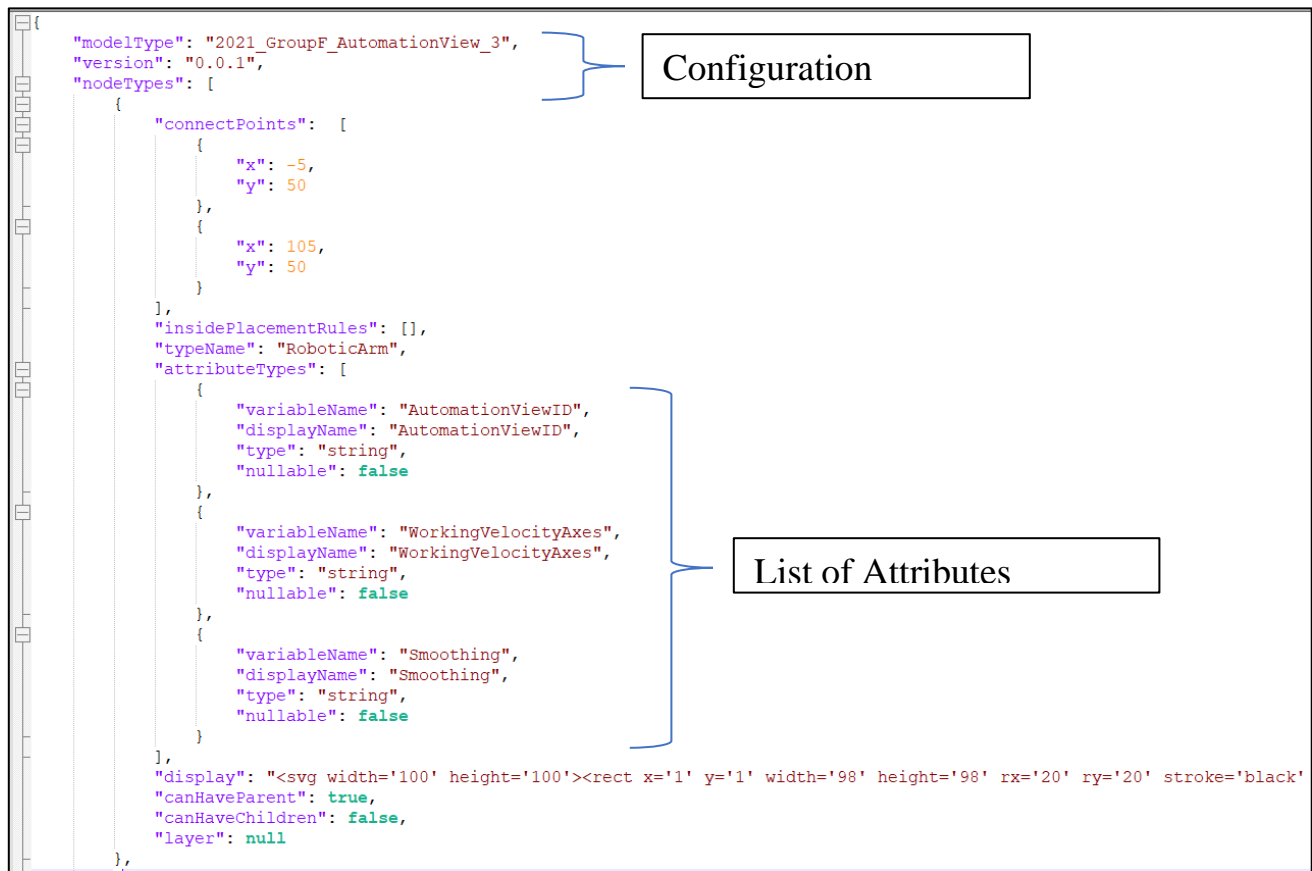 {
"modelType": "2021_GroupF_AutomationView_3",
"version": "0.0.1",
"nodeTypes": [
Configuration
{
"connectPoints":  [
{
"x": -5,
"y": 50
},
{
"x": 105,
"y": 50
}
],
"insidePlacementRules": [],
"typeName": "RoboticArm",
"attributeTypes": [
{
"variableName": "AutomationViewID",
"displayName": "AutomationViewID",
"type": "string",
"nullable": false
},
{
"variableName": "WorkingVelocityAxes",
"displayName": "WorkingVelocityAxes",
"type": "string",
"nullable": false
},
List of Attributes
{
"variableName": "Smoothing",
"displayName": "Smoothing",
"type": "string",
"nullable": false
}
],
"display": "<svg width='100' height='100'><rect x='1' y='1' width='98' height='98' rx='20' ry='20' stroke='black'
"canHaveParent": true,
"canHaveChildren": false,
"layer": null
},